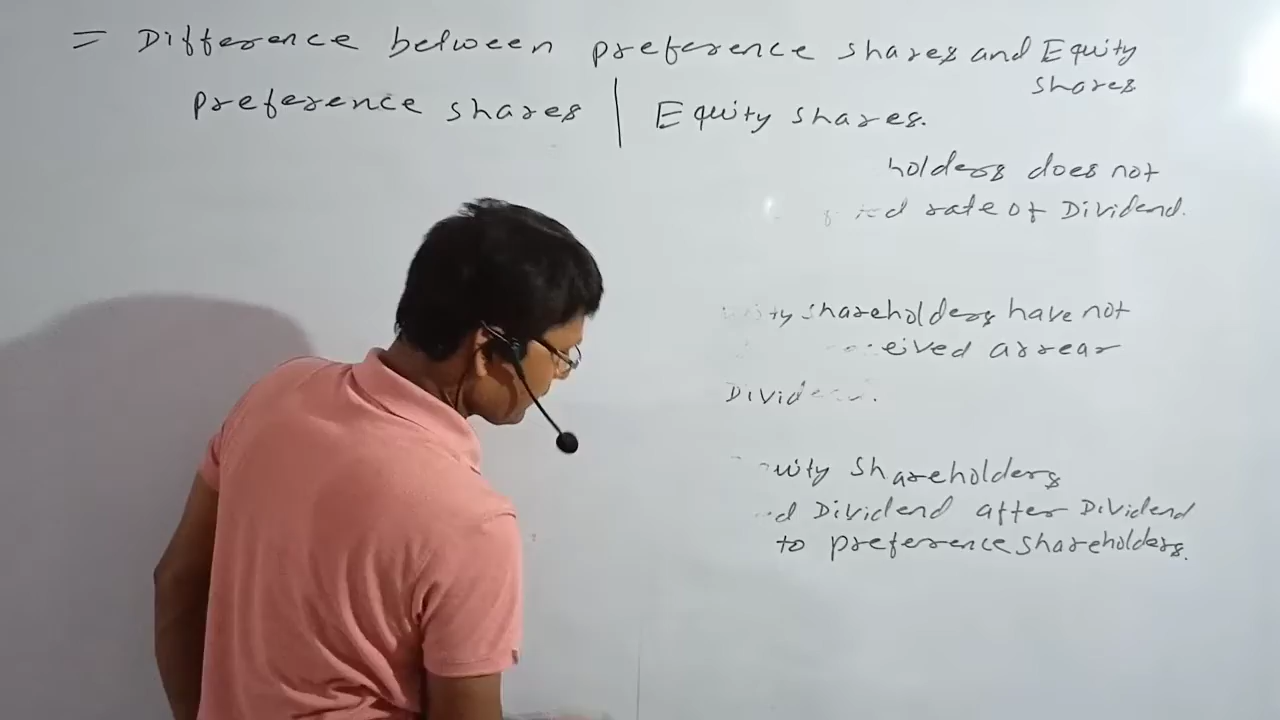 = Difference between preference shares and Equity
shares
preference shares | Equity shares.
holders does not
rate of Dividend.
shareholders have not
arrear
Shareholders
Dividend after Dividend
to preference shareholders.